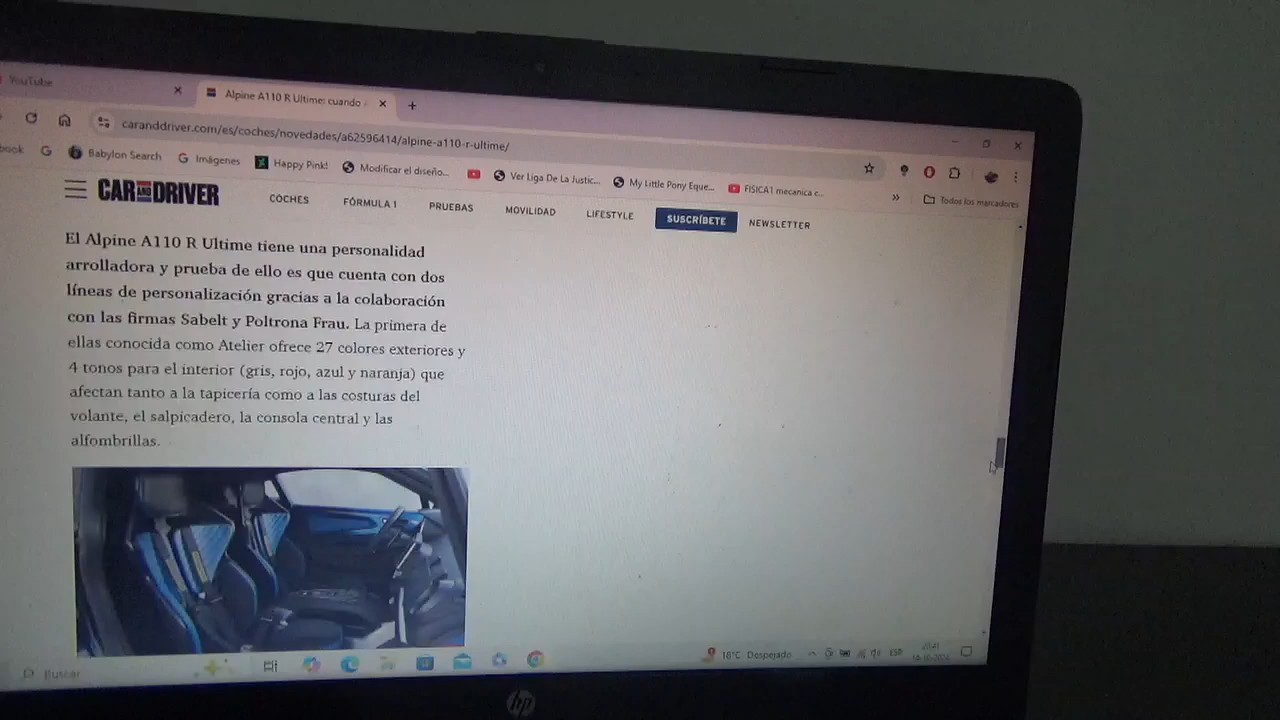 YouTube
Alpine A110 R Ultime: cuando
caranddriver.com/es/coches/novedades/a62596414/alpine-a110-r-ultime/
book
Babylon Search
Imágenes
Happy Pink!
Modificar el diseño...
Ver Liga De La Justic...
My Little Pony Eque...
FISICA1 mecanica c...
»
Todos los marcadores
CAR AND DRIVER
COCHES
FÓRMULA 1
PRUEBAS
MOVILIDAD
LIFESTYLE
SUSCRÍBETE
NEWSLETTER
El Alpine A110 R Ultime tiene una personalidad
arrolladora y prueba de ello es que cuenta con dos
líneas de personalización gracias a la colaboración
con las firmas Sabelt y Poltrona Frau. La primera de
ellas conocida como Atelier ofrece 27 colores exteriores y
4 tonos para el interior (gris, rojo, azul y naranja) que
afectan tanto a la tapicería como a las costuras del
volante, el salpicadero, la consola central y las
alfombrillas.
Buscar
18°C Despejado
ESP
hp